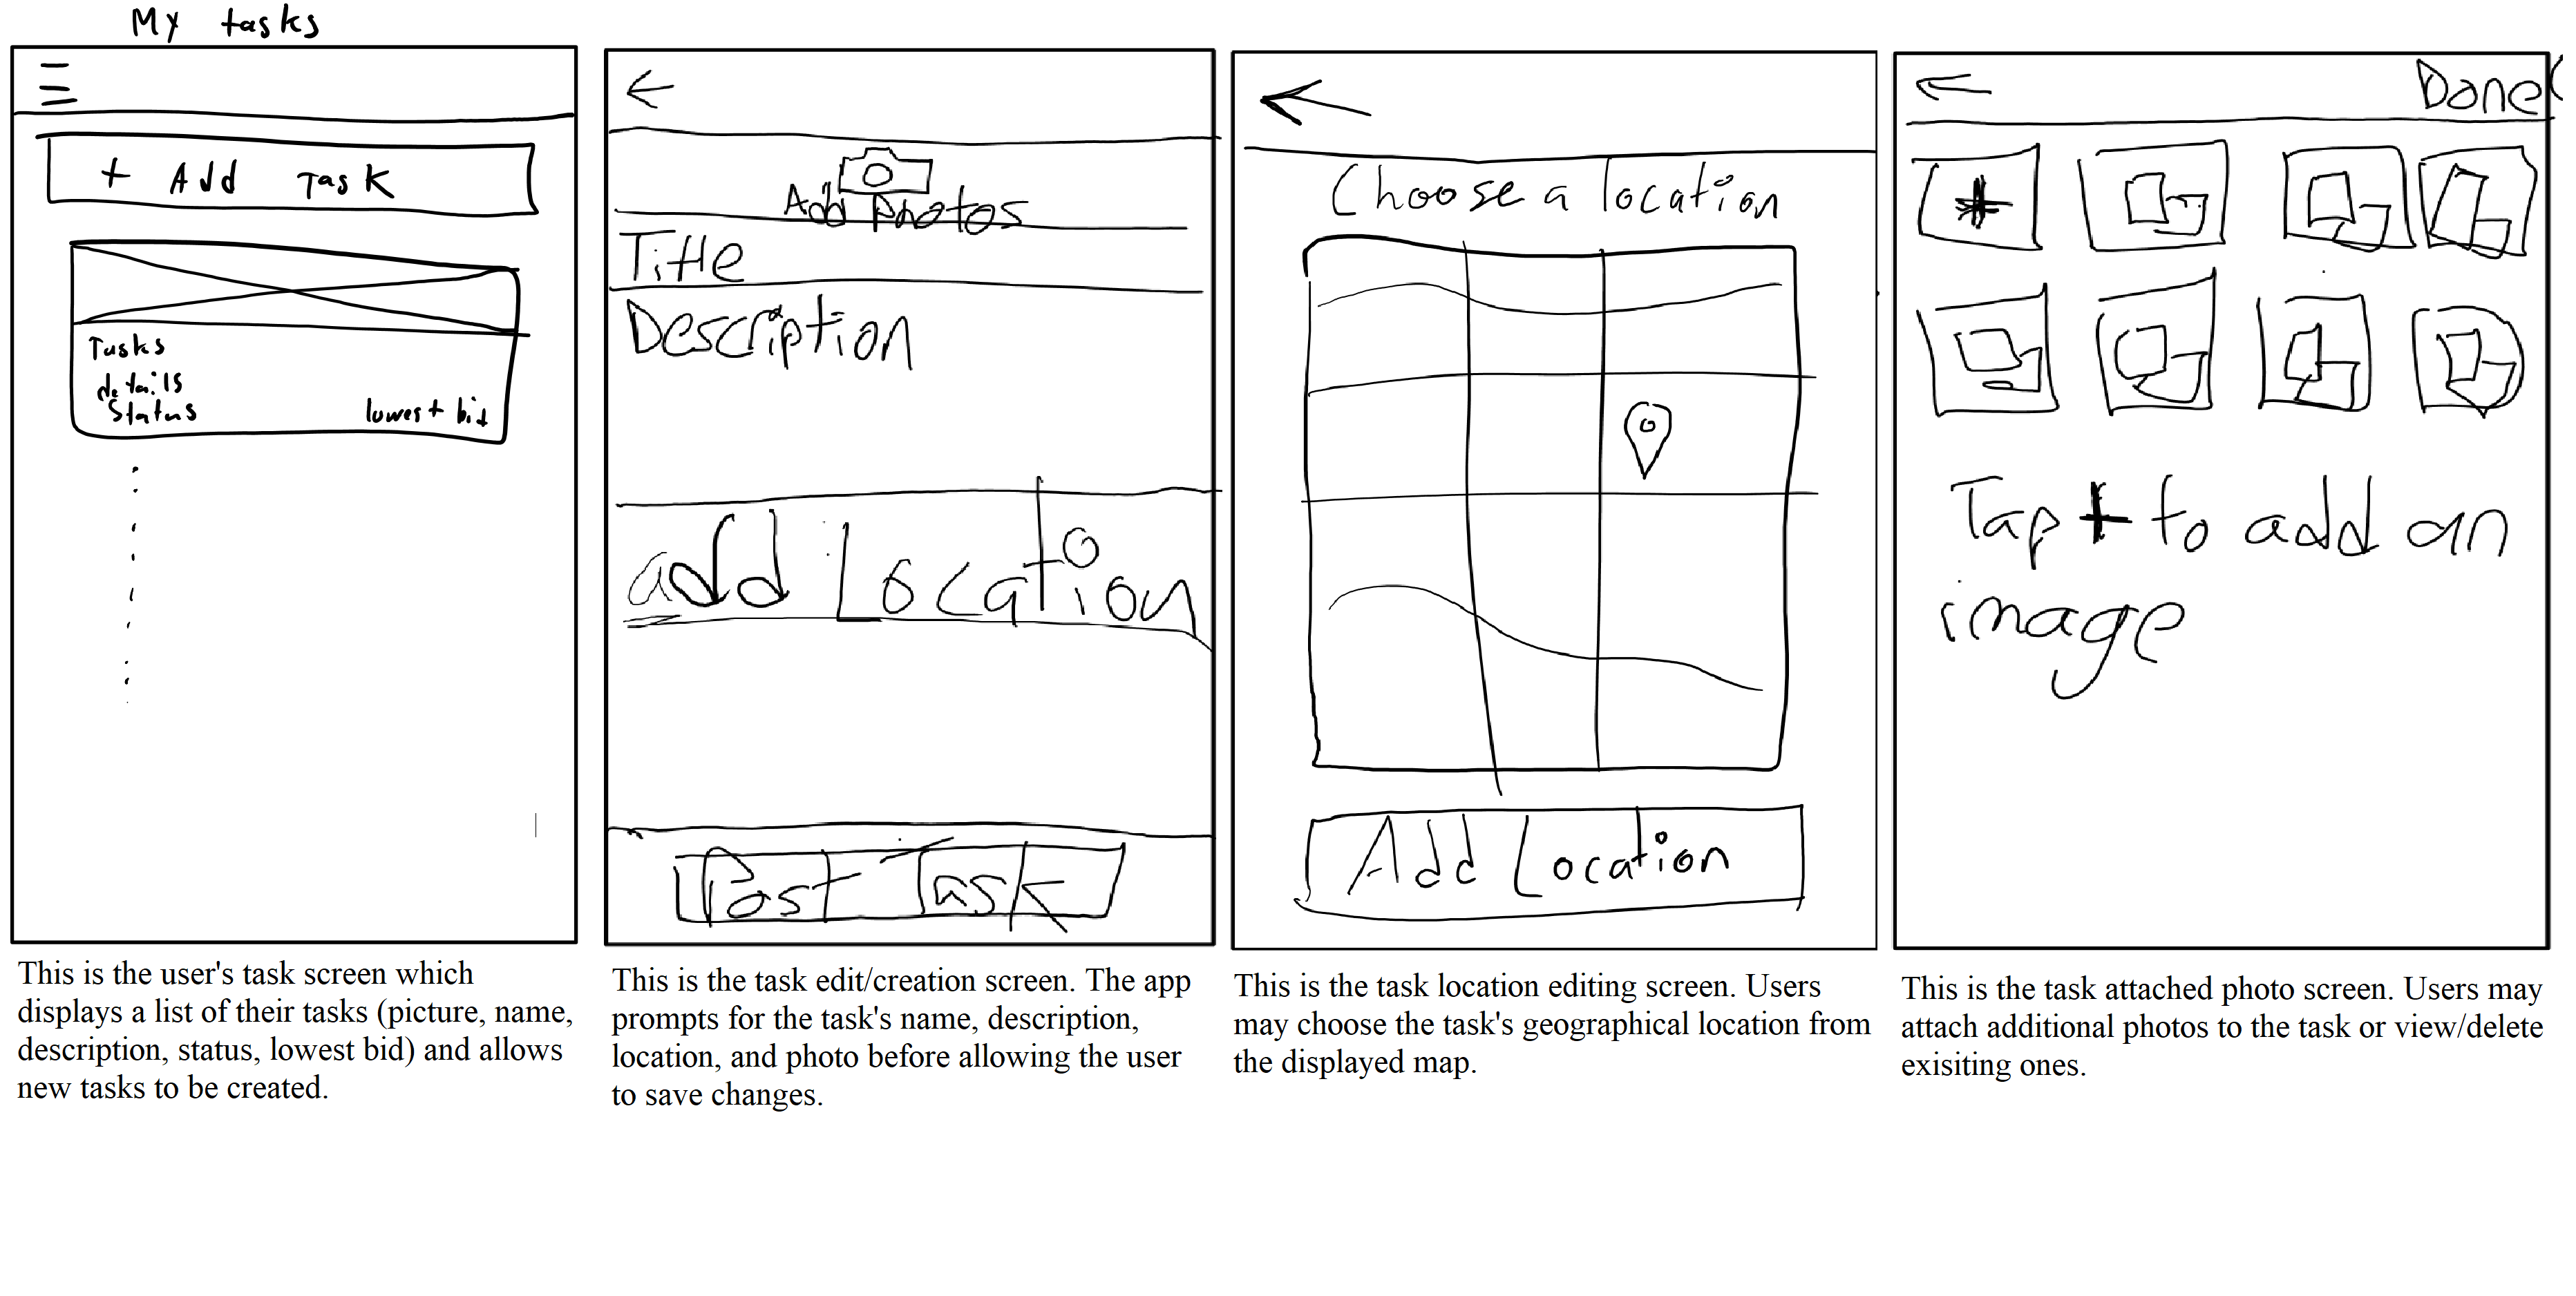 My tasks
+ Add Task
Tasks
details
Status
lowest bid
This is the user's task screen which
displays a list of their tasks (picture, name,
description, status, lowest bid) and allows
new tasks to be created.
Add Photos
Title
Description
add Location
Post Task
This is the task edit/creation screen. The app
prompts for the task's name, description,
location, and photo before allowing the user
to save changes.
Choose a location
Add Location
This is the task location editing screen. Users
may choose the task's geographical location from
the displayed map.
Done
+
Tap + to add an
image
This is the task attached photo screen. Users may
attach additional photos to the task or view/delete
exisiting ones.